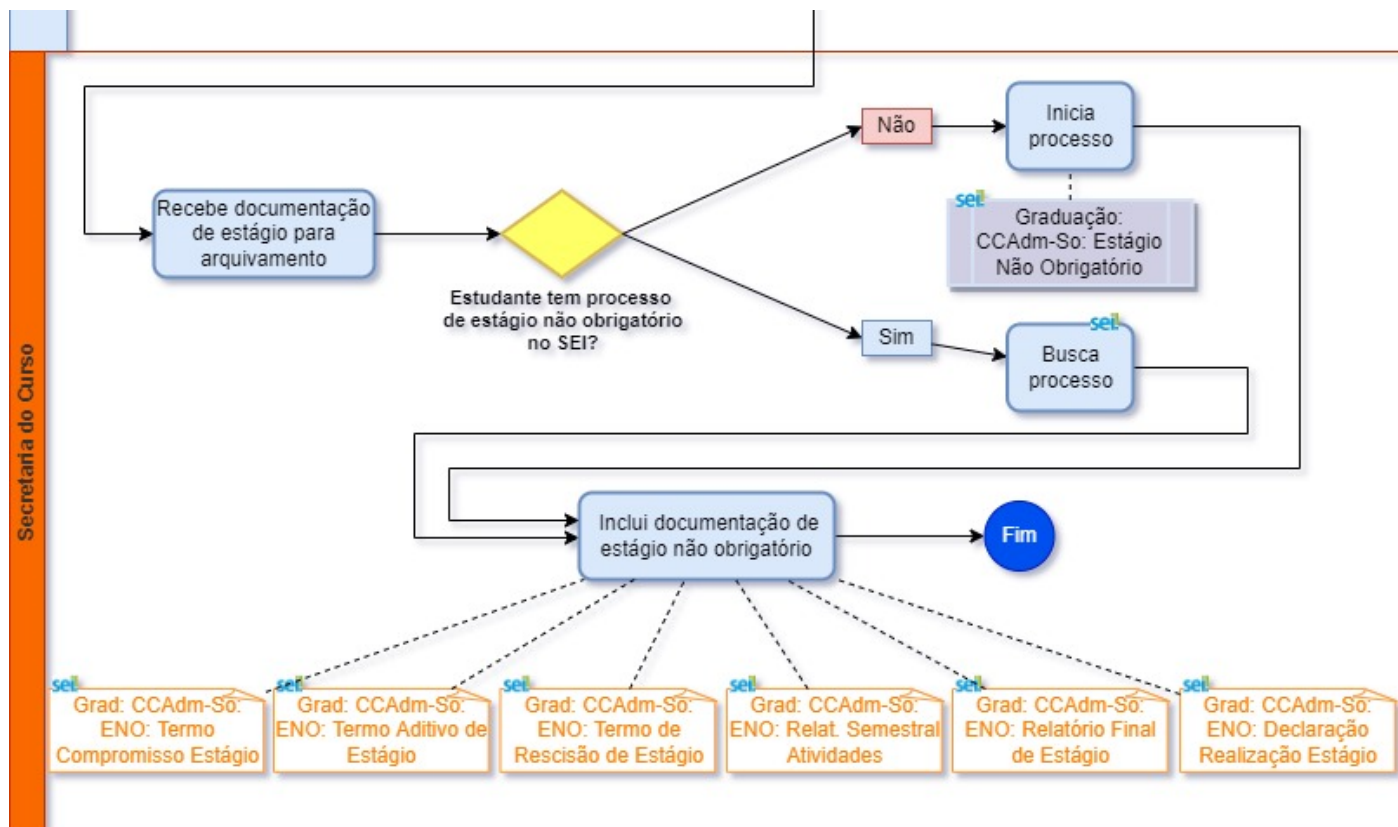 Secretaria do Curso
Recebe documentação
de estágio para
arquivamento
Estudante tem processo
de estágio não obrigatório
no SEI?
Não
Inicia
processo
sei!
Graduação:
CCAdm-So: Estágio
Não Obrigatório
Sim
sei!
Busca
processo
Inclui documentação de
estágio não obrigatório
Fim
sei!
Grad: CCAdm-So:
ENO: Termo
Compromisso Estágio
sei!
Grad: CCAdm-So:
ENO: Termo Aditivo de
Estágio
sei!
Grad: CCAdm-So:
ENO: Termo de
Rescisão de Estágio
sei!
Grad: CCAdm-So:
ENO: Relat. Semestral
Atividades
sei!
Grad: CCAdm-So:
ENO: Relatório Final
de Estágio
sei!
Grad: CCAdm-So:
ENO: Declaração
Realização Estágio